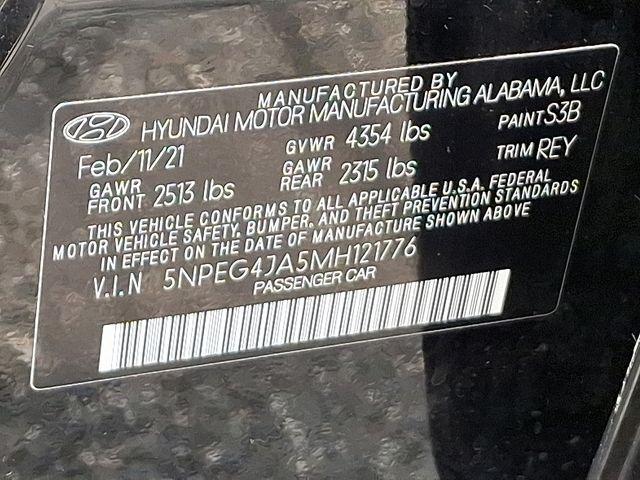 MANUFACTURED BY
HYUNDAI MOTOR MANUFACTURING ALABAMA, LLC
Feb/11/21 GVWR 4354 lbs PAINT S3B
GAWR FRONT 2513 lbs GAWR REAR 2315 lbs TRIM REY
THIS VEHICLE CONFORMS TO ALL APPLICABLE U.S.A. FEDERAL
MOTOR VEHICLE SAFETY, BUMPER, AND THEFT PREVENTION STANDARDS
IN EFFECT ON THE DATE OF MANUFACTURE SHOWN ABOVE
V.I.N 5NPEG4JA5MH121776
PASSENGER CAR